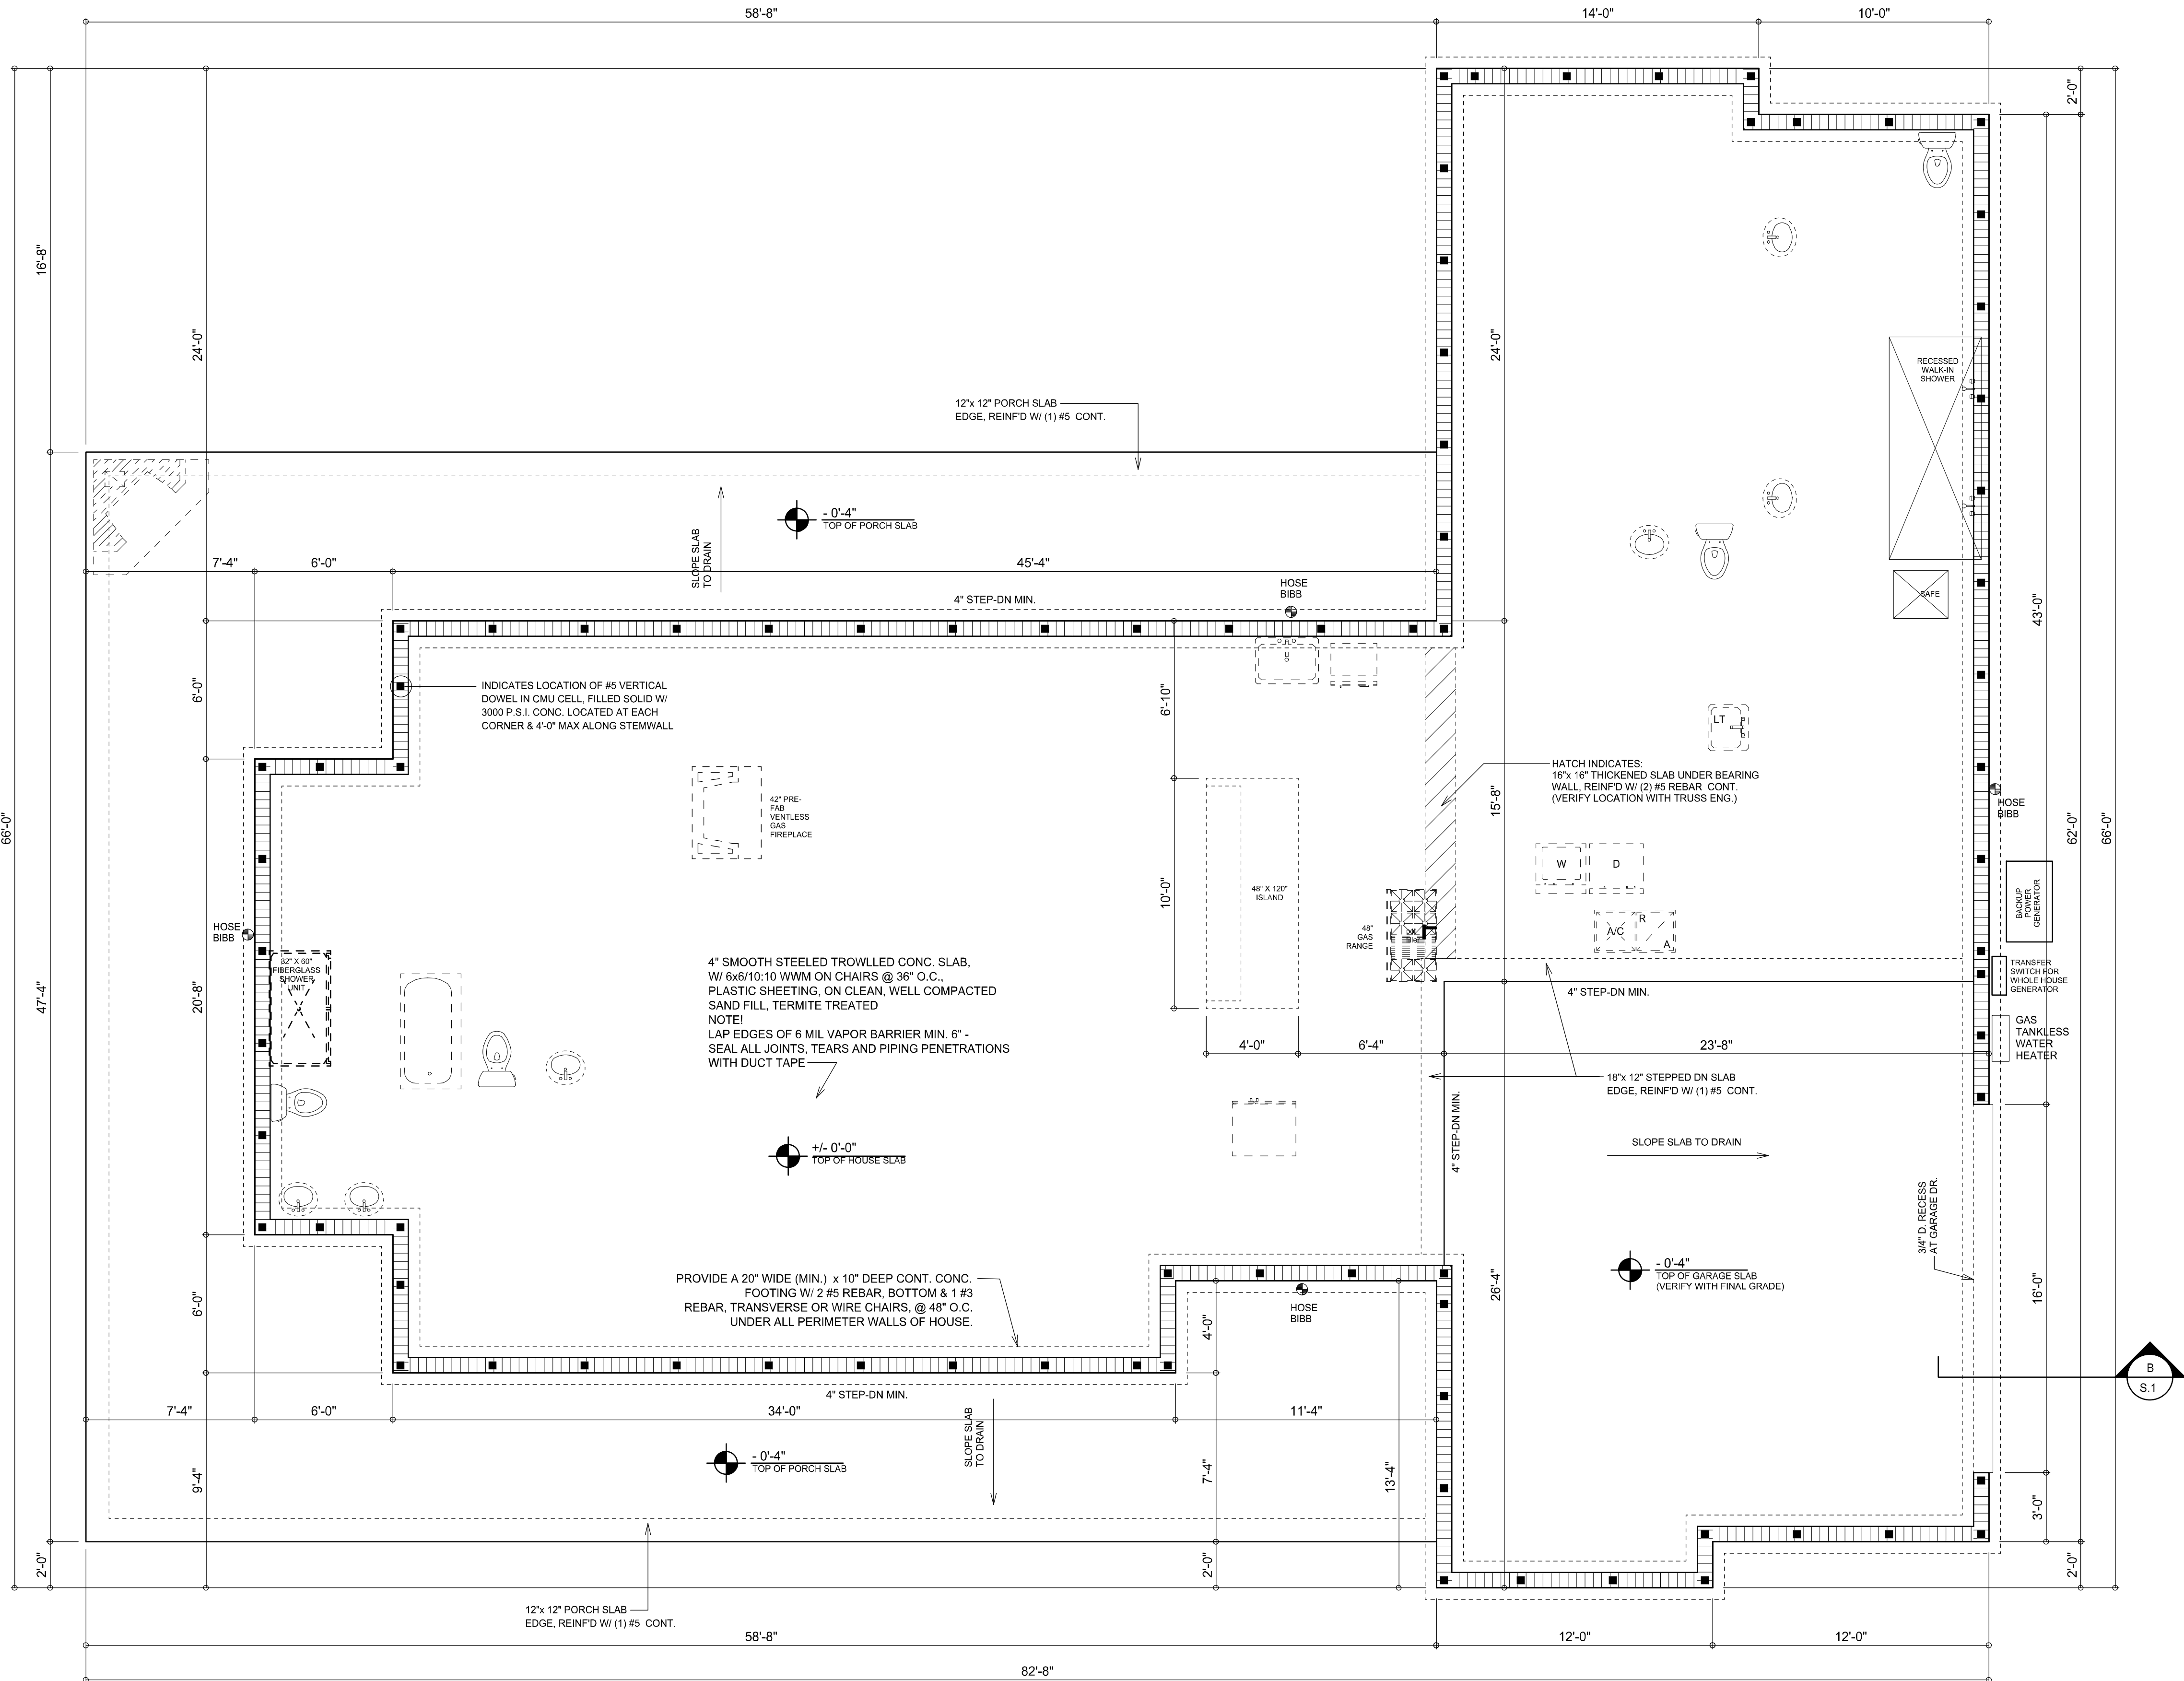 58'-8"
14'-0"
10'-0"
2'-0"
16'-8"
24'-0"
24'-0"
RECESSED
WALK-IN
SHOWER
12"x 12" PORCH SLAB
EDGE, REINF'D W/ (1) #5  CONT.
- 0'-4"
TOP OF PORCH SLAB
SLOPE SLAB
TO DRAIN
7'-4"
6'-0"
45'-4"
HOSE
BIBB
4" STEP-DN MIN.
SAFE
43'-0"
6'-0"
INDICATES LOCATION OF #5 VERTICAL
DOWEL IN CMU CELL, FILLED SOLID W/
3000 P.S.I. CONC. LOCATED AT EACH
CORNER & 4'-0" MAX ALONG STEMWALL
6'-10"
LT
HATCH INDICATES:
16"x 16" THICKENED SLAB UNDER BEARING
WALL, REINF'D W/ (2) #5 REBAR  CONT.
(VERIFY LOCATION WITH TRUSS ENG.)
15'-8"
42" PRE-
FAB
VENTLESS
GAS
FIREPLACE
HOSE
BIBB
66'-0"
62'-0"
66'-0"
W
D
48" X 120"
ISLAND
10'-0"
BACKUP
POWER
GENERATOR
R
A/C
A
48"
GAS
RANGE
HOSE
BIBB
32" X 60"
FIBERGLASS
SHOWER
UNIT
47'-4"
20'-8"
4" SMOOTH STEELED TROWLLED CONC. SLAB,
W/ 6x6/10:10 WWM ON CHAIRS @ 36" O.C.,
PLASTIC SHEETING, ON CLEAN, WELL COMPACTED
SAND FILL, TERMITE TREATED
NOTE!
LAP EDGES OF 6 MIL VAPOR BARRIER MIN. 6" -
SEAL ALL JOINTS, TEARS AND PIPING PENETRATIONS
WITH DUCT TAPE
TRANSFER
SWITCH FOR
WHOLE HOUSE
GENERATOR
4" STEP-DN MIN.
GAS
TANKLESS
WATER
HEATER
4'-0"
6'-4"
23'-8"
18"x 12" STEPPED DN SLAB
EDGE, REINF'D W/ (1) #5  CONT.
4" STEP-DN MIN.
SLOPE SLAB TO DRAIN
+/- 0'-0"
TOP OF HOUSE SLAB
3/4" D. RECESS
AT GARAGE DR.
- 0'-4"
TOP OF GARAGE SLAB
(VERIFY WITH FINAL GRADE)
PROVIDE A 20" WIDE (MIN.)  x 10" DEEP CONT. CONC.
FOOTING W/ 2 #5 REBAR, BOTTOM & 1 #3
REBAR, TRANSVERSE OR WIRE CHAIRS, @ 48" O.C.
UNDER ALL PERIMETER WALLS OF HOUSE.
6'-0"
HOSE
BIBB
4'-0"
26'-4"
16'-0"
B
S.1
4" STEP-DN MIN.
7'-4"
6'-0"
34'-0"
11'-4"
SLOPE SLAB
TO DRAIN
- 0'-4"
TOP OF PORCH SLAB
9'-4"
7'-4"
13'-4"
3'-0"
2'-0"
2'-0"
2'-0"
12"x 12" PORCH SLAB
EDGE, REINF'D W/ (1) #5  CONT.
58'-8"
12'-0"
12'-0"
82'-8"